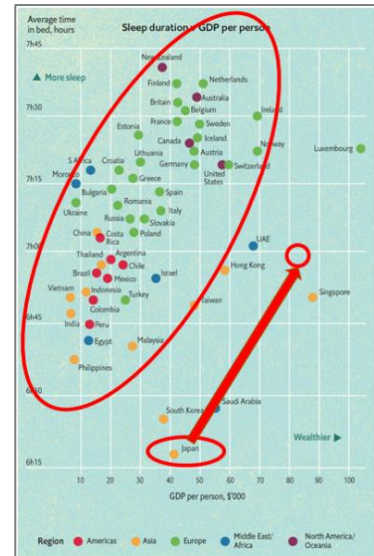 Average time
in bed, hours
Sleep duration v GDP per person
7h45
More sleep
New Zealand
Finland
Netherlands
Australia
Britain
Belgium
7h30
Ireland
France
Sweden
Estonia
Iceland
Canada
Norway
Austria
Luxembourg
Lithuania
S Africa
Croatia
Germany
United
States
Switzerland
Morocco
Greece
7h15
Bulgaria
Spain
Romania
Ukraine
Italy
Russia
Slovakia
China
Costa
Rica
Poland
7h00
UAE
Thailand
Argentina
Chile
Hong Kong
Brazil
Mexico
Israel
Vietnam
Indonesia
Singapore
Turkey
Taiwan
Colombia
India
Peru
6h45
Egypt
Malaysia
Philippines
6h30
Saudi Arabia
South Korea
Wealthier
Japan
6h15
10 20 30 40 50 60 70 80 90 100
GDP per person, $'000
Region
Americas
Asia
Europe
Middle East/
Africa
North America/
Oceania